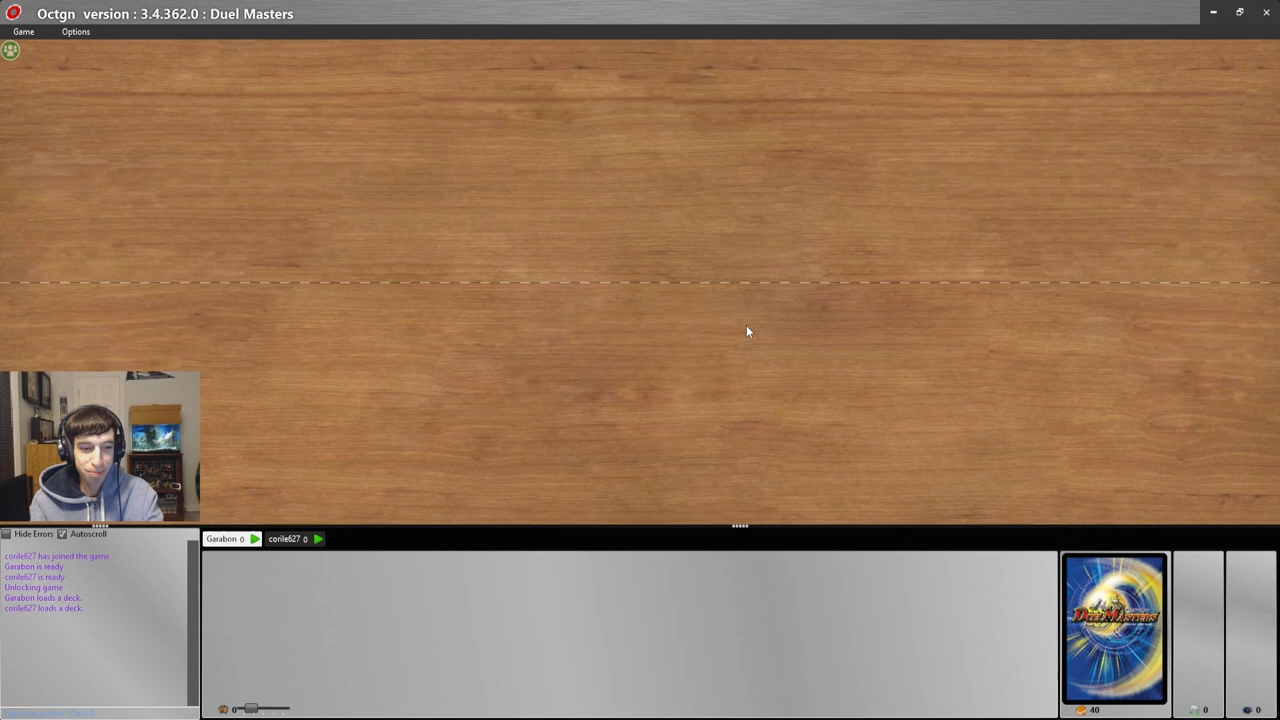 Octgn version : 3.4.362.0 : Duel Masters
Game Options
Hide Errors Autoscroll
Garabon 0 corile627 0
corile627 has joined the game
Garabon is ready
corile627 is ready
Unlocking game
Garabon loads a deck.
corile627 loads a deck.
DUEL MASTERS
0
40
0
0